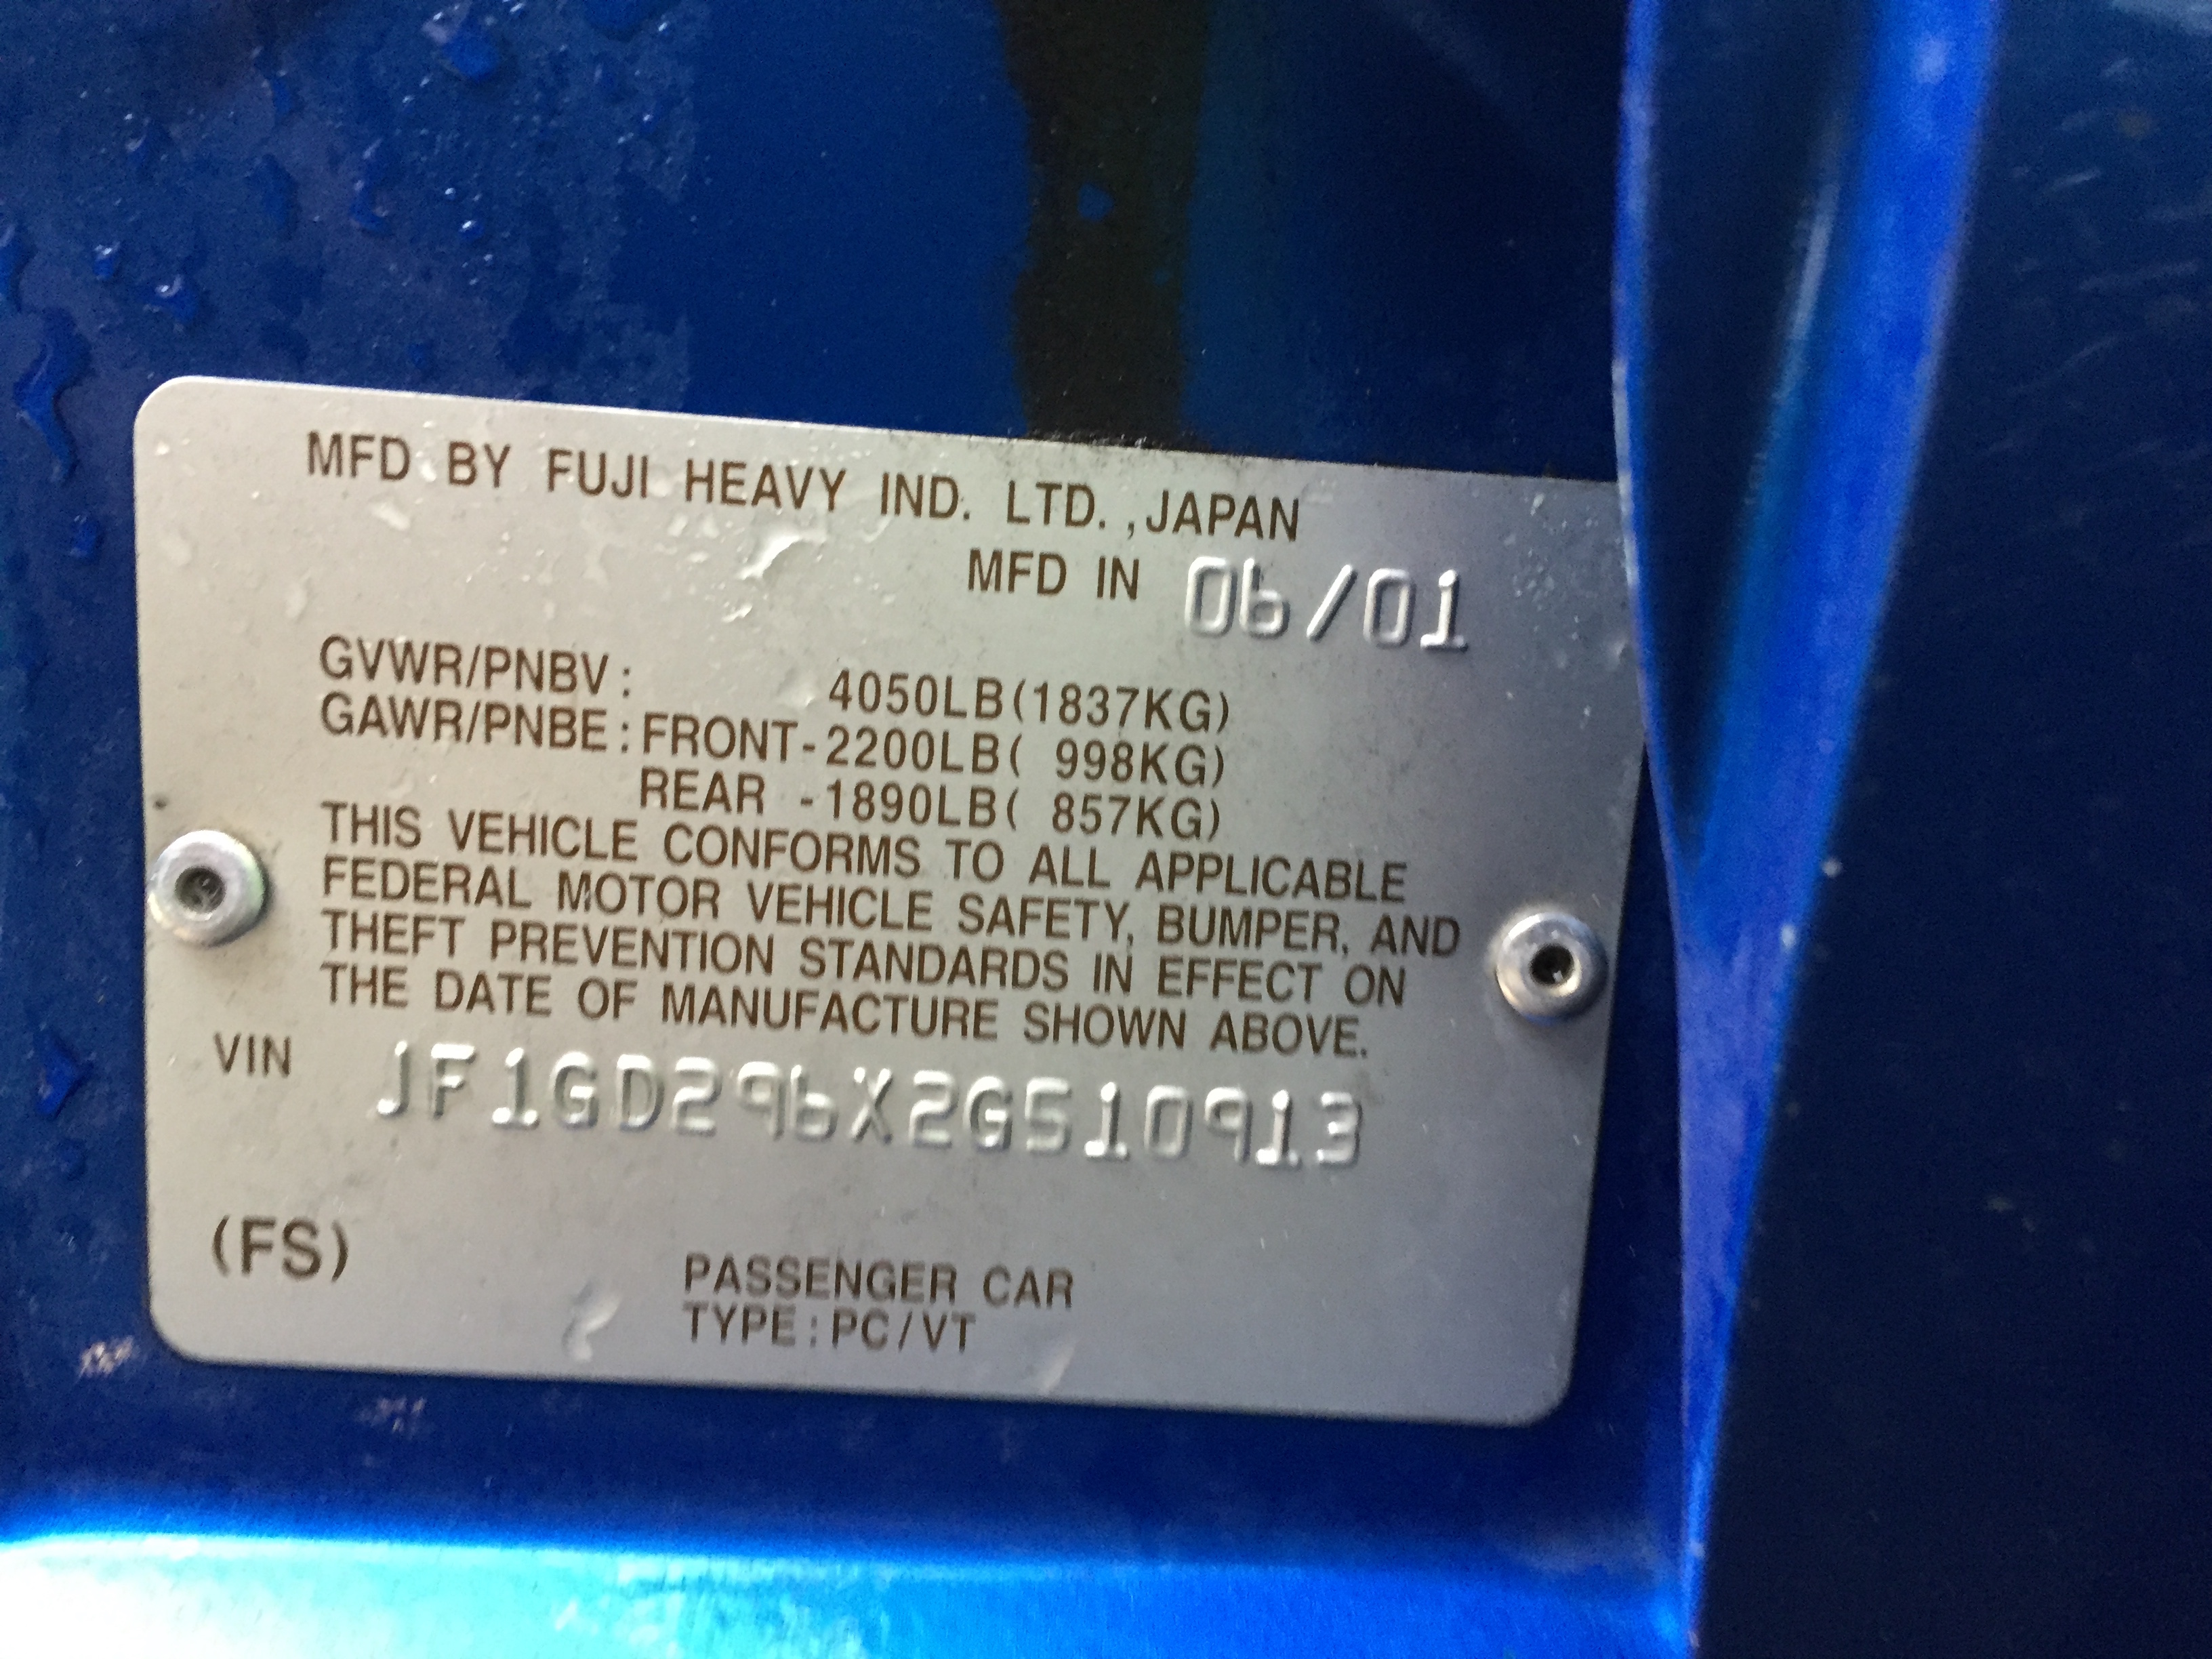 MFD BY FUJI HEAVY IND. LTD. ,JAPAN
MFD IN 06/01
GVWR/PNBV: 4050LB(1837KG)
GAWR/PNBE: FRONT-2200LB( 998KG)
REAR -1890LB( 857KG)
THIS VEHICLE CONFORMS TO ALL APPLICABLE
FEDERAL MOTOR VEHICLE SAFETY, BUMPER, AND
THEFT PREVENTION STANDARDS IN EFFECT ON
THE DATE OF MANUFACTURE SHOWN ABOVE.
VIN JF1GD296X2G510913
(FS)
PASSENGER CAR
TYPE:PC/VT